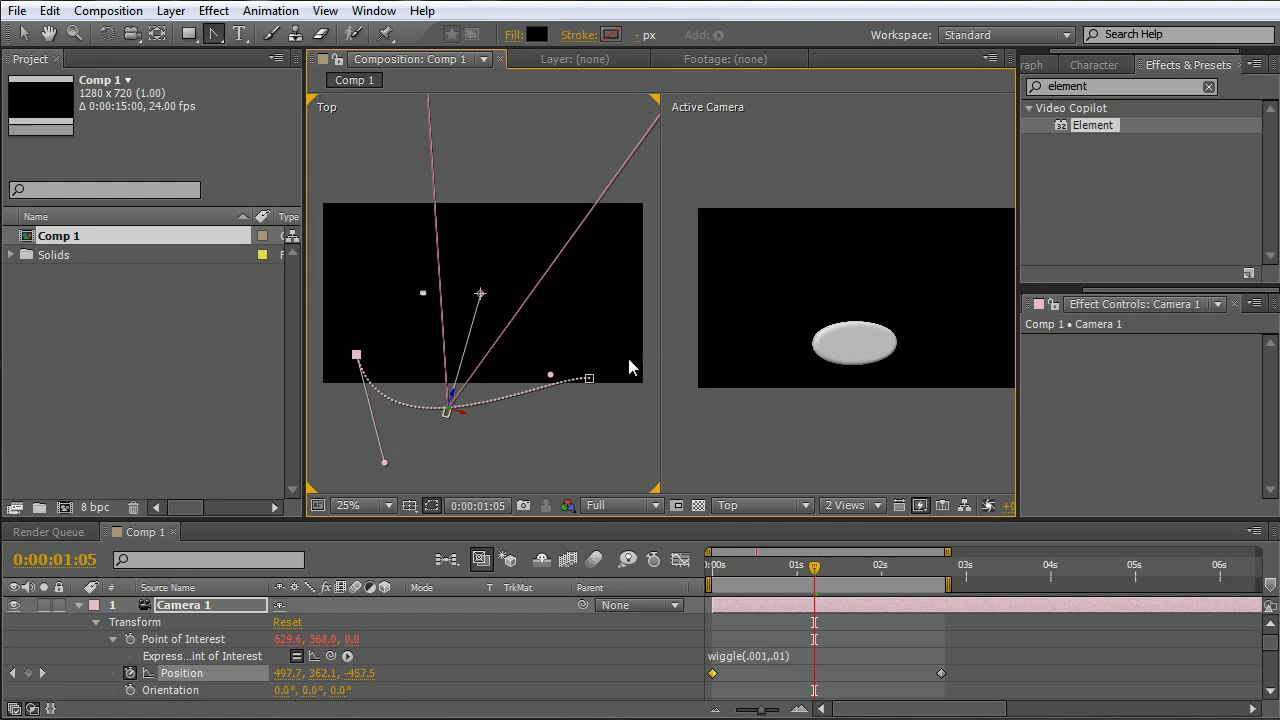 File Edit Composition Layer Effect Animation View Window Help
Fill: Stroke: - px Add: Workspace: Standard Search Help
Project Composition: Comp 1 Layer: (none) Footage: (none) raph Character Effects & Presets
Comp 1 Comp 1 element
1280 x 720 (1.00)
Δ 0:00:15:00, 24.00 fps
Top Active Camera Video Copilot
32 Element
Name Type
Comp 1
Solids
Effect Controls: Camera 1
Comp 1 • Camera 1
8 bpc 25% 0:00:01:05 Full Top 2 Views +0
Render Queue Comp 1
0:00:01:05 0:00s 01s 02s 03s 04s 05s 06s
# Source Name Mode T TrkMat Parent
1 Camera 1 None
Transform Reset
Point of Interest 629.6, 368.0, 0.0
Express...int of Interest wiggle(.001,.01)
Position 497.7, 362.1, -457.5
Orientation 0.0°, 0.0°, 0.0°